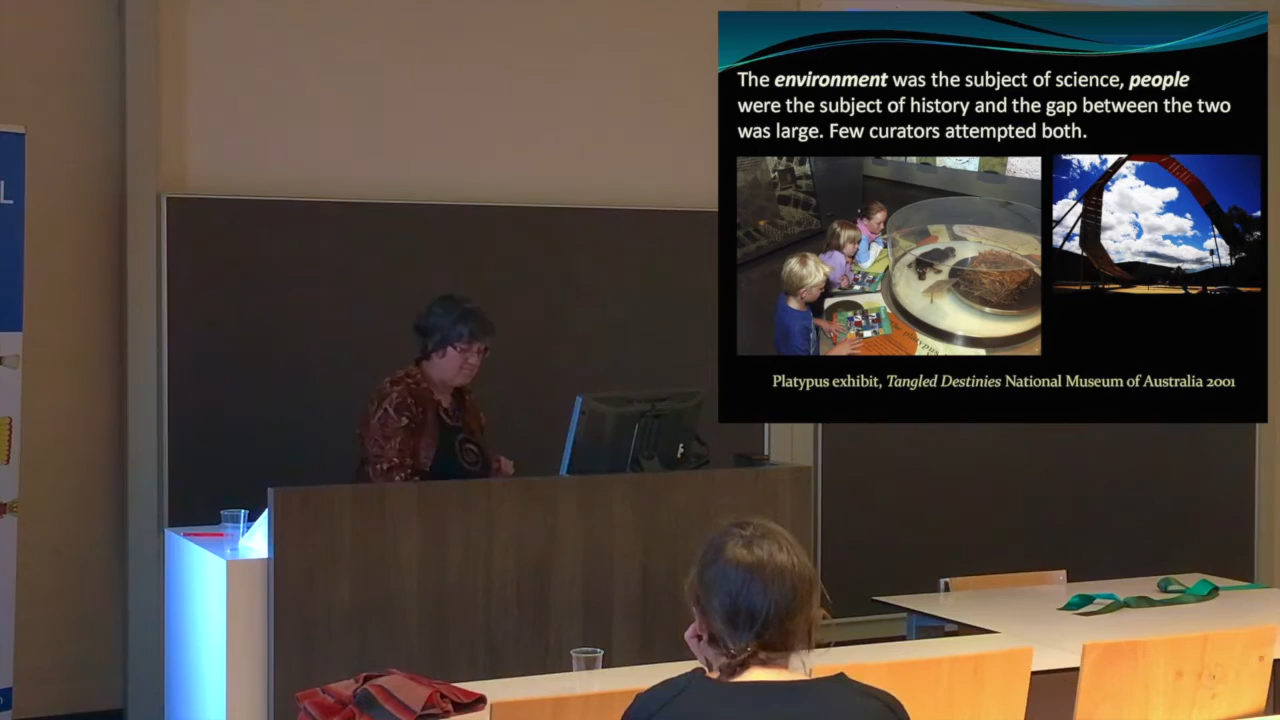 The environment was the subject of science, people
were the subject of history and the gap between the two
was large. Few curators attempted both.
platypus
Platypus exhibit, Tangled Destinies National Museum of Australia 2001
L